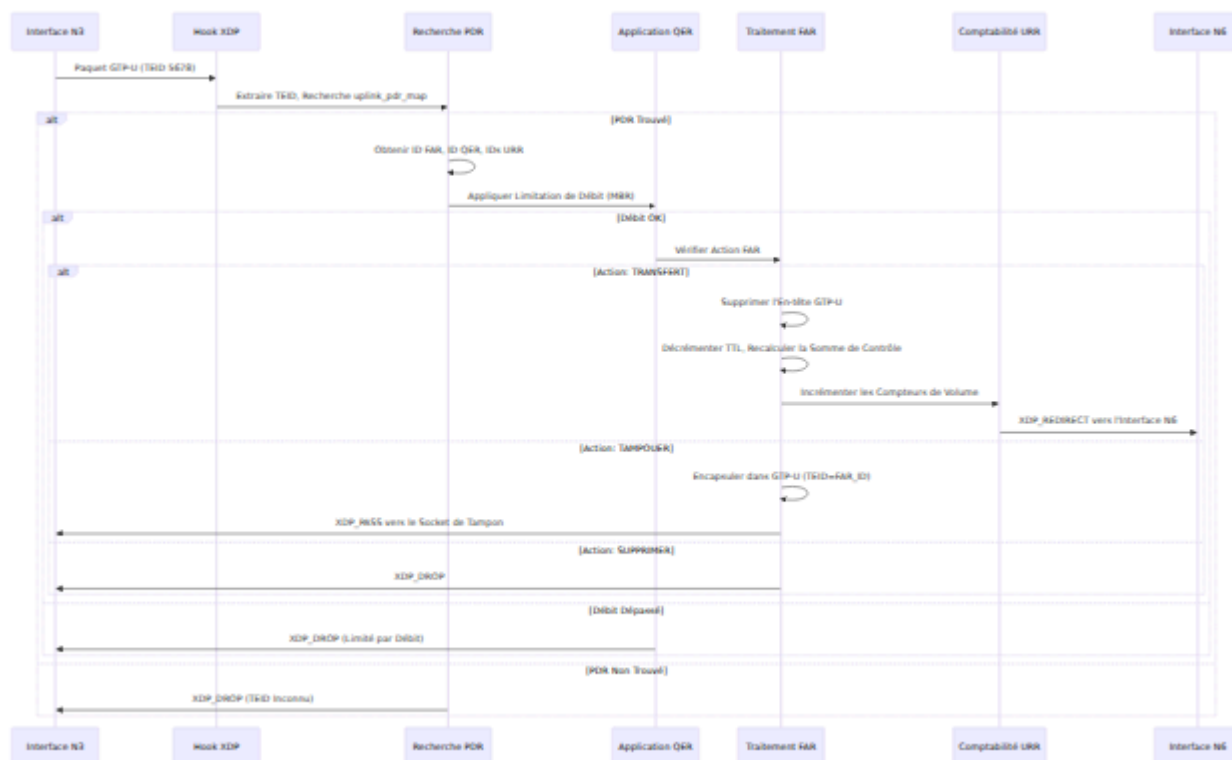 Interface N3 Hook XDP Recherche PDR Application QER Traitement FAR Comptabilité URR Interface N6
Paquet GTP-U (TEID 5678)
Extraire TEID, Recherche uplink_pdr_map
alt [PDR Trouvé]
Obtenir ID FAR, ID QER, IDs URR
Appliquer Limitation de Débit (MBR)
alt [Débit OK]
Vérifier Action FAR
alt [Action: TRANSFERT]
Supprimer l'En-tête GTP-U
Décrémenter TTL, Recalculer la Somme de Contrôle
Incrémenter les Compteurs de Volume
XDP_REDIRECT vers l'Interface N6
[Action: TAMPOUER]
Encapsuler dans GTP-U (TEID=FAR_ID)
XDP_PASS vers le Socket de Tampon
[Action: SUPPRIMER]
XDP_DROP
[Débit Dépassé]
XDP_DROP (Limité par Débit)
[PDR Non Trouvé]
XDP_DROP (TEID Inconnu)
Interface N3 Hook XDP Recherche PDR Application QER Traitement FAR Comptabilité URR Interface N6